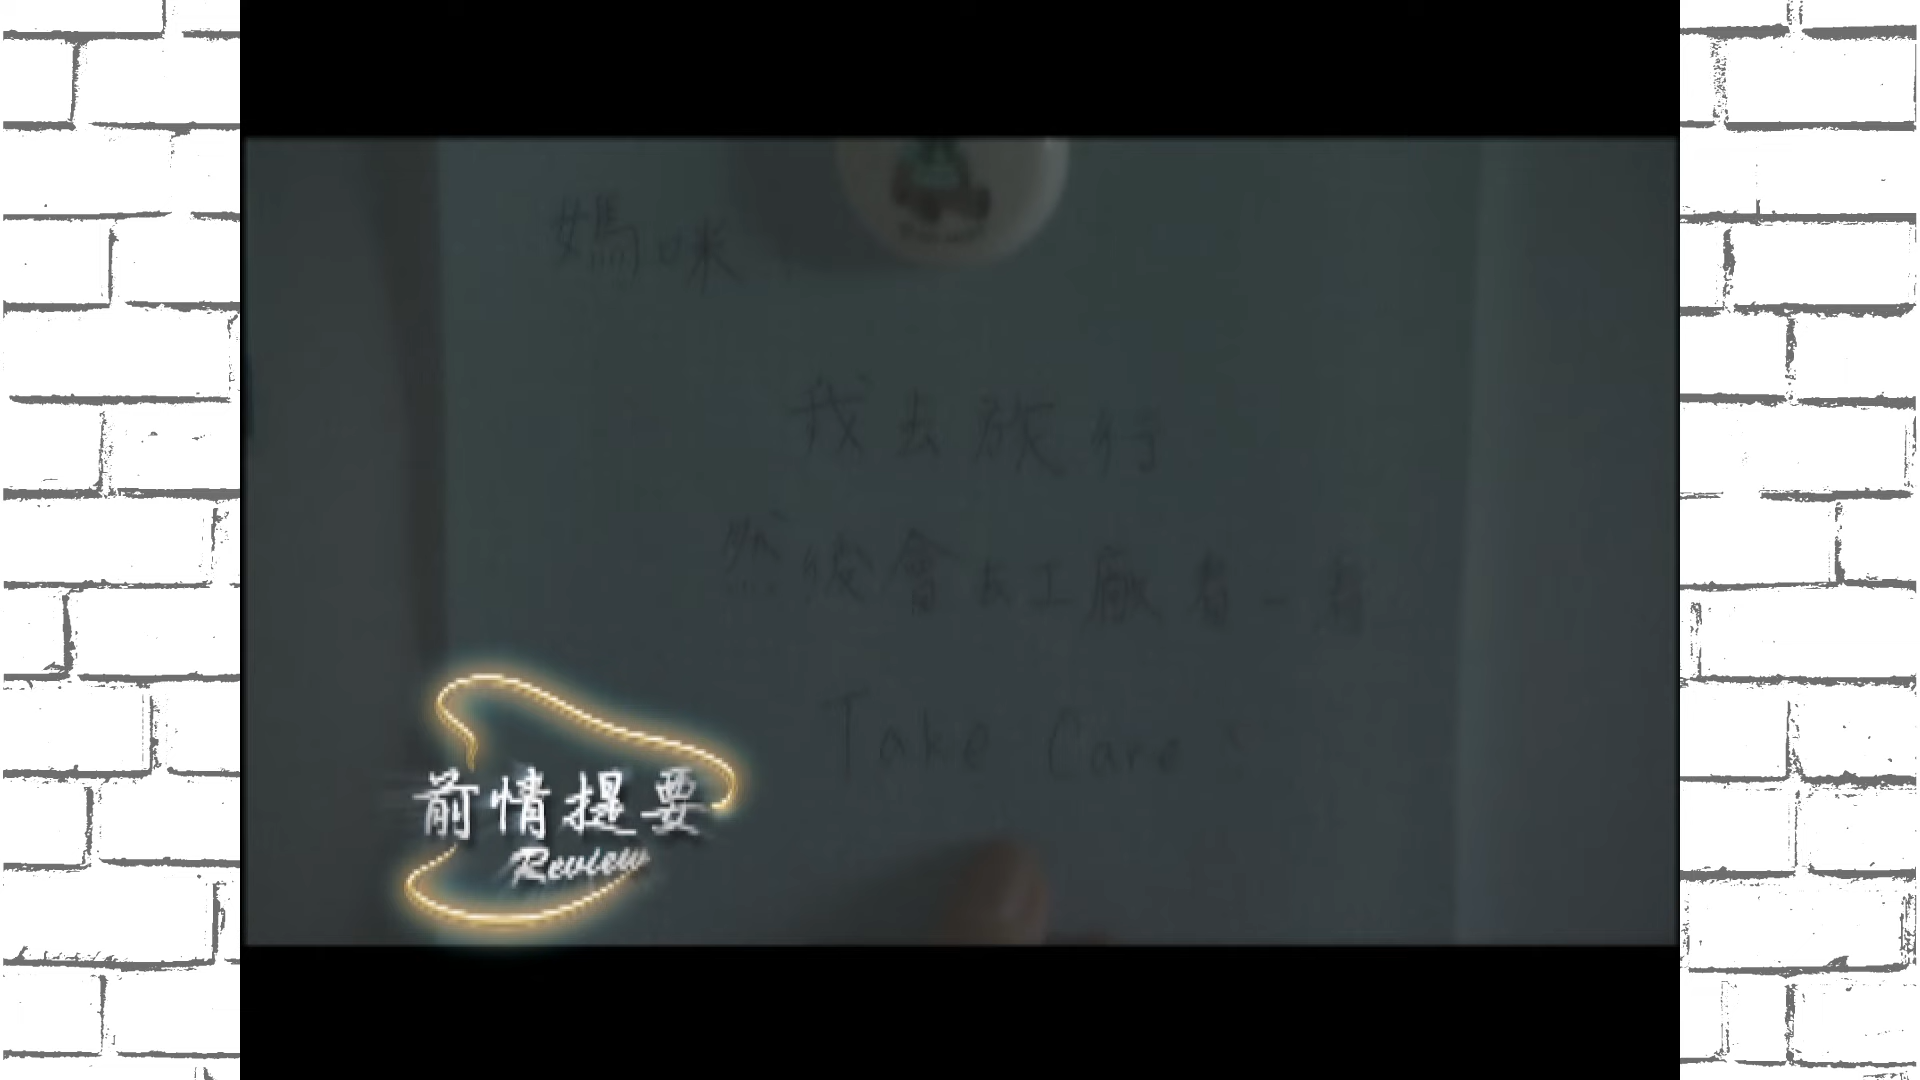 媽咪
我去旅行
然後會去工廠看一看
Take Care
前情提要
Review